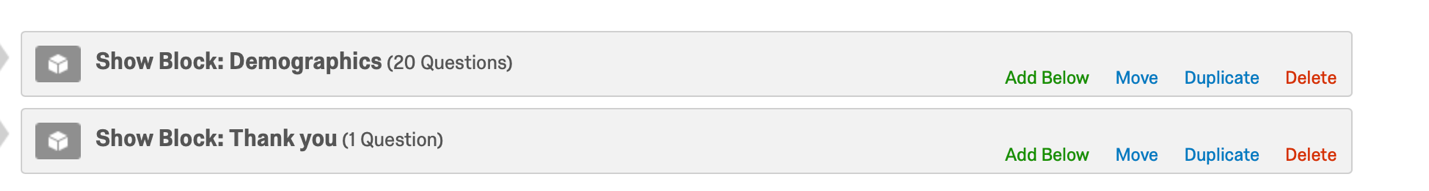 Show Block: Demographics (20 Questions)
Add Below Move Duplicate Delete
Show Block: Thank you (1 Question)
Add Below Move Duplicate Delete